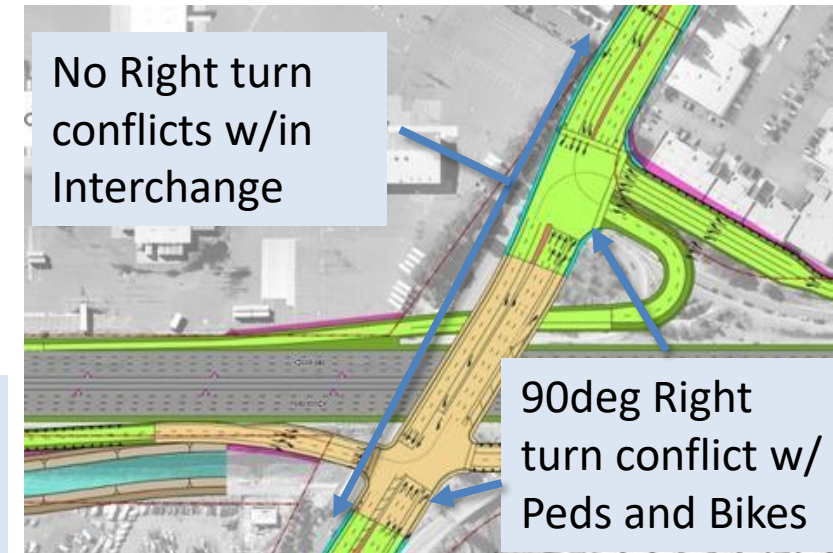 No Right turn
conflicts w/in
Interchange
90deg Right
turn conflict w/
Peds and Bikes